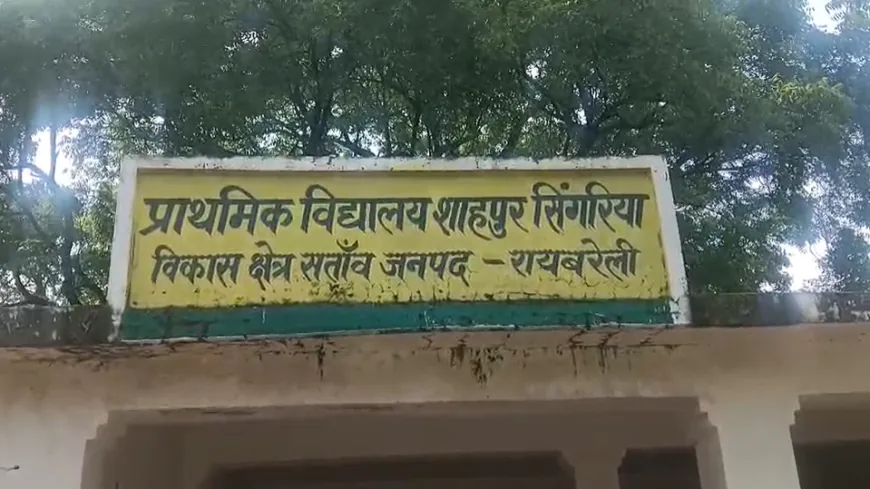 प्राथमिक विद्यालय शाहपुर सिंगरिया
विकास क्षेत्र सताँव जनपद - रायबरेली